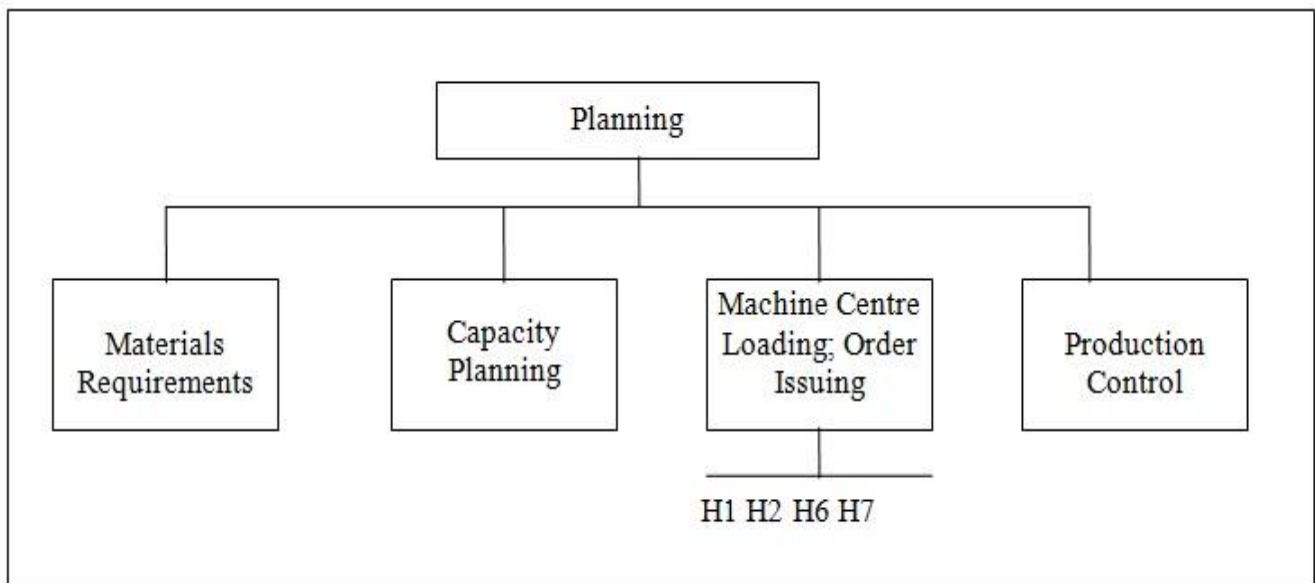 Planning
Materials
Requirements
Capacity
Planning
Machine Centre
Loading; Order
Issuing
Production
Control
H1 H2 H6 H7